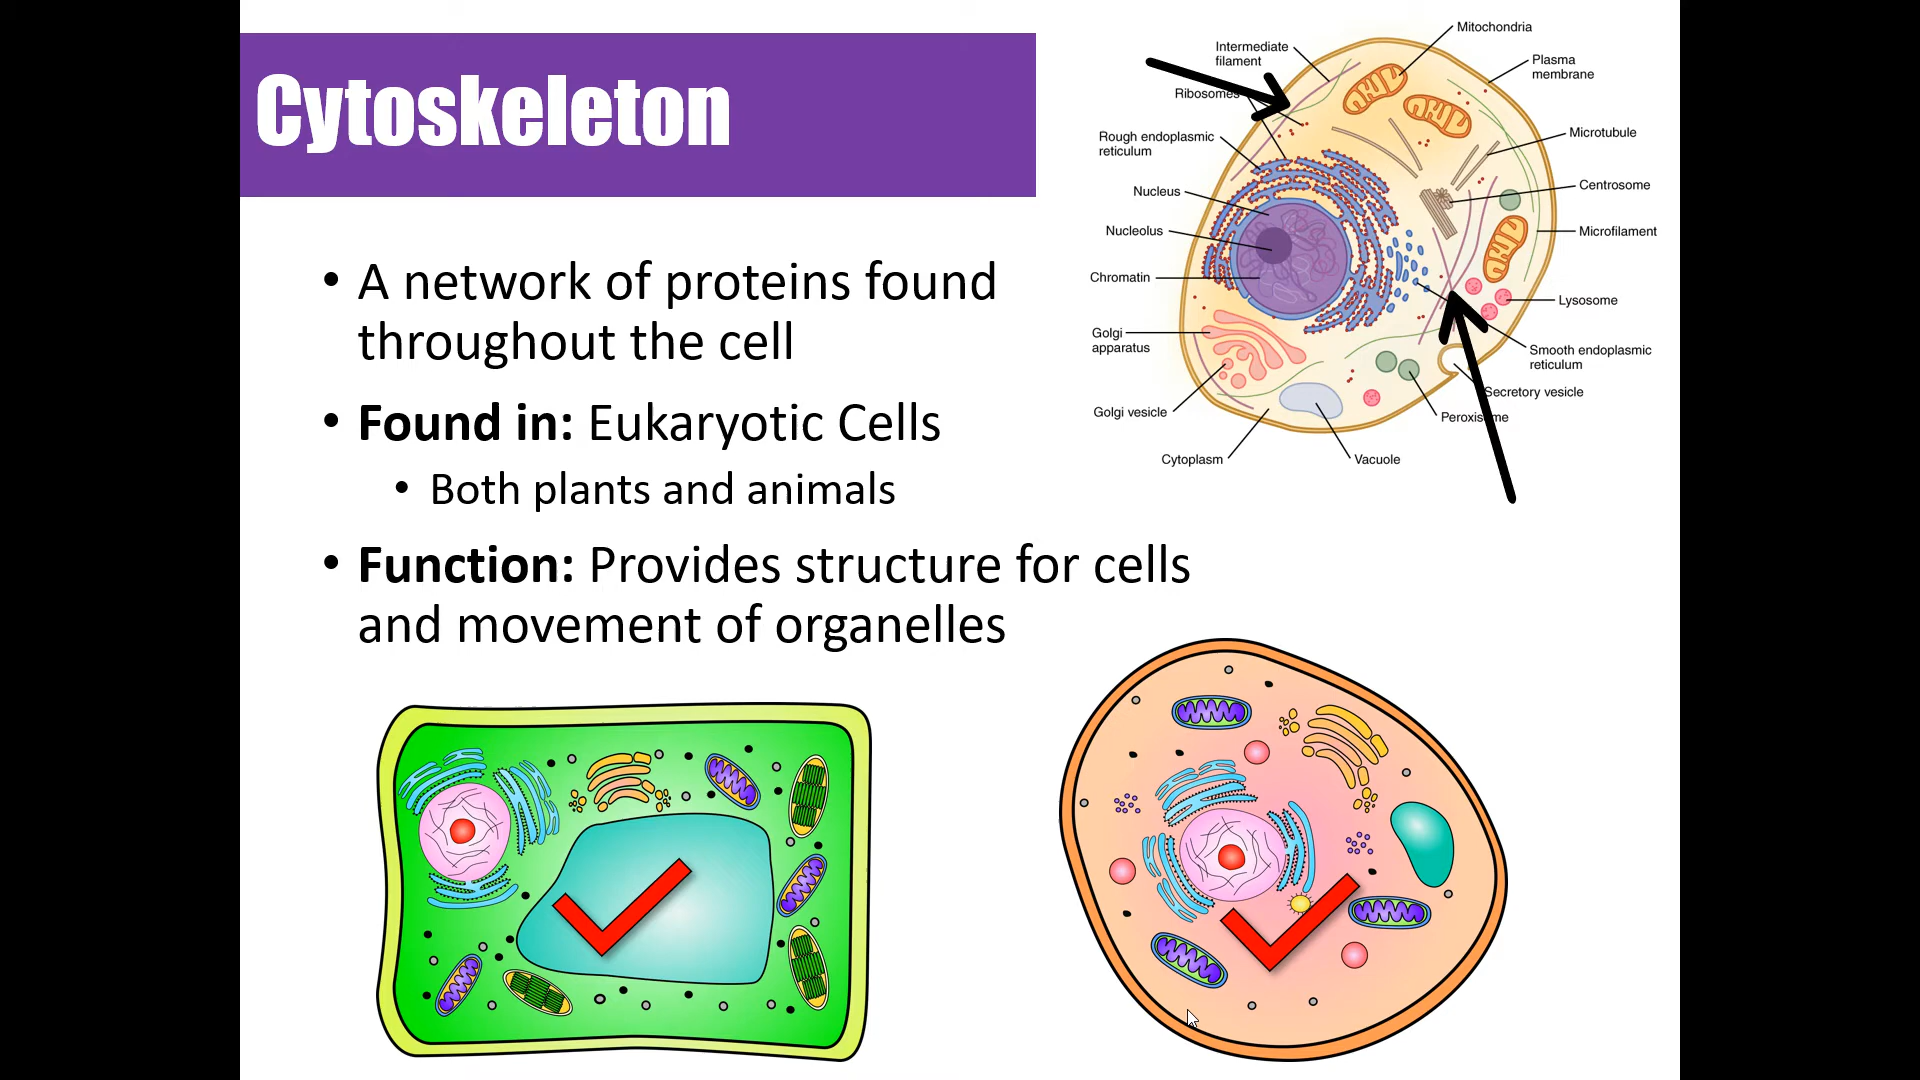 Cytoskeleton
• A network of proteins found
throughout the cell
• Found in: Eukaryotic Cells
• Both plants and animals
• Function: Provides structure for cells
and movement of organelles
Mitochondria
Intermediate
filament
Plasma
membrane
Ribosomes
Microtubule
Rough endoplasmic
reticulum
Centrosome
Nucleus
Nucleolus
Microfilament
Chromatin
Lysosome
Golgi
apparatus
Smooth endoplasmic
reticulum
Secretory vesicle
Golgi vesicle
Peroxisome
Cytoplasm
Vacuole